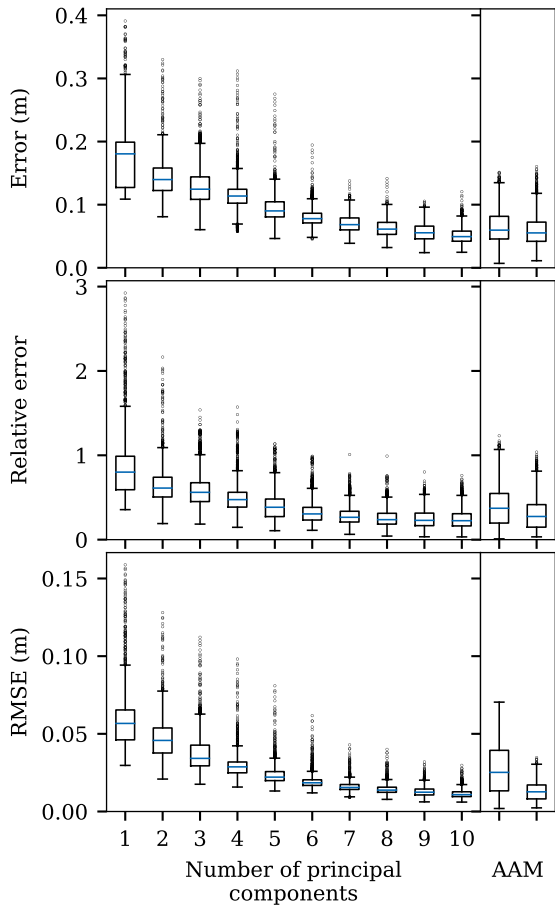 0.4
0.3
0.2
0.1
0.0
Error (m)
3
2
1
0
Relative error
0.15
0.10
0.05
0.00
RMSE (m)
1 2 3 4 5 6 7 8 9 10
Number of principal
components
AAM